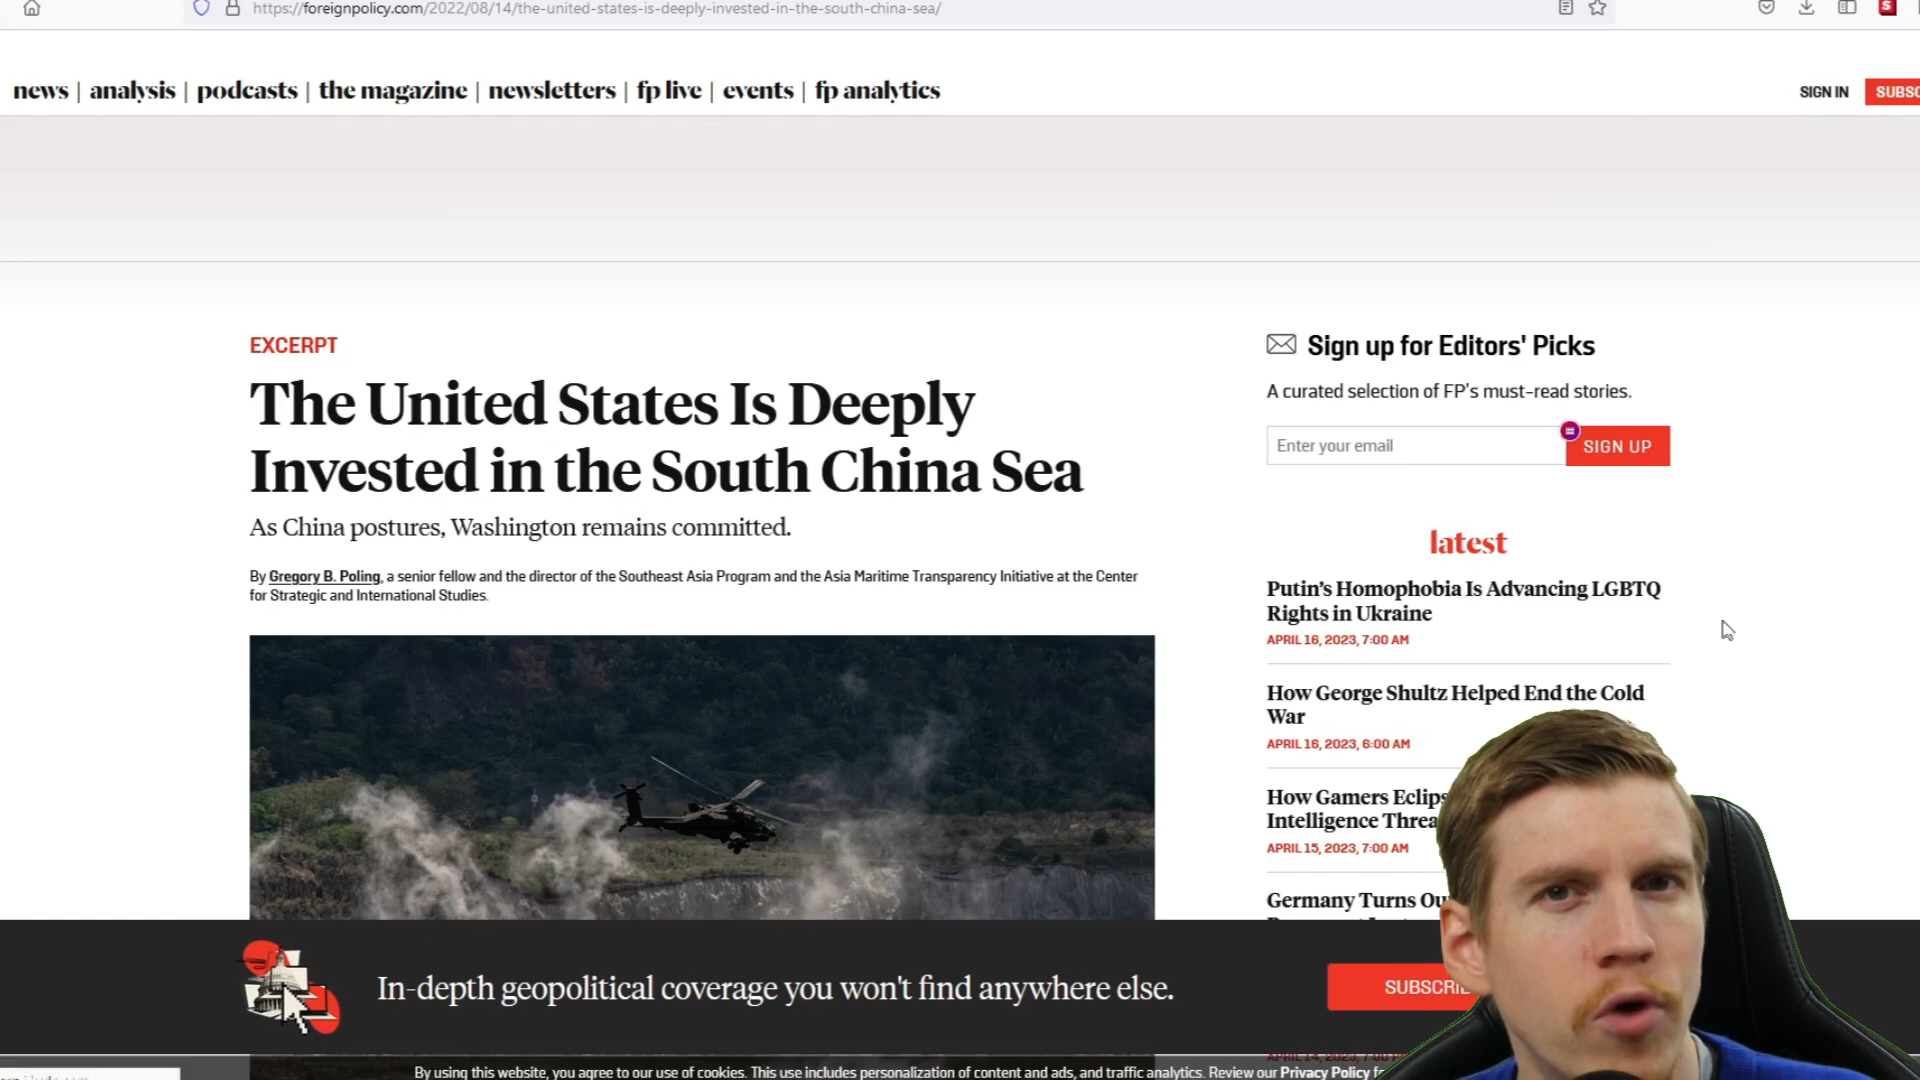 https://foreignpolicy.com/2022/08/14/the-united-states-is-deeply-invested-in-the-south-china-sea/
news | analysis | podcasts | the magazine | newsletters | fp live | events | fp analytics
SIGN IN
SUBSC
EXCERPT
The United States Is Deeply
Invested in the South China Sea
As China postures, Washington remains committed.
By Gregory B. Poling, a senior fellow and the director of the Southeast Asia Program and the Asia Maritime Transparency Initiative at the Center
for Strategic and International Studies.
Sign up for Editors' Picks
A curated selection of FP's must-read stories.
Enter your email
SIGN UP
latest
Putin's Homophobia Is Advancing LGBTQ
Rights in Ukraine
APRIL 16, 2023, 7:00 AM
How George Shultz Helped End the Cold
War
APRIL 16, 2023, 6:00 AM
How Gamers Eclips
Intelligence Threa
APRIL 15, 2023, 7:00 AM
Germany Turns Ou
In-depth geopolitical coverage you won't find anywhere else.
SUBSCRIB
APRIL 14, 2023, 7:00
By using this website, you agree to our use of cookies. This use includes personalization of content and ads, and traffic analytics. Review our Privacy Policy f